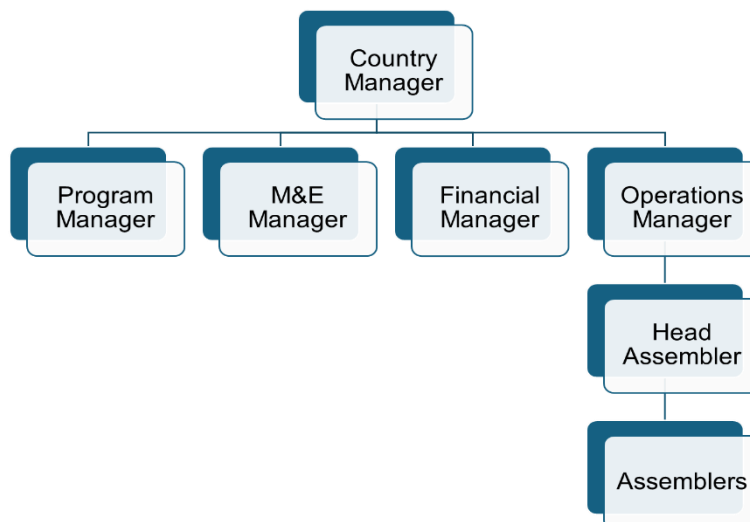 Country
Manager
Program
Manager
M&E
Manager
Financial
Manager
Operations
Manager
Head
Assembler
Assemblers